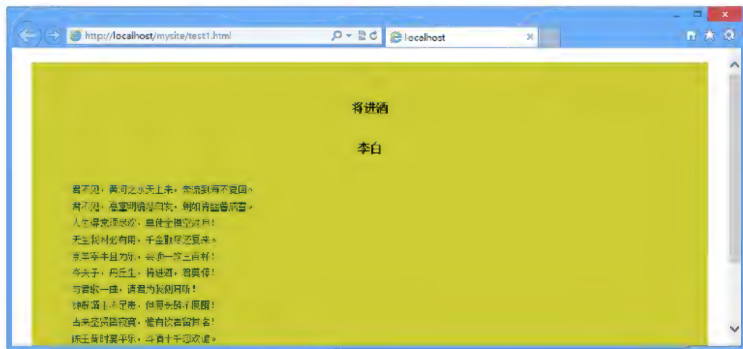 http://localhost/mysite/test1.html
localhost
将进酒
李白
君不见,黄河之水天上来,奔流到海不复回。
君不见,高堂明镜悲白发,朝如青丝暮成雪。
人生得意须尽欢,莫使金樽空对月!
天生我材必有用,千金散尽还复来。
烹羊宰牛且为乐,会须一饮三百杯!
岑夫子,丹丘生,将进酒,君莫停!
与君歌一曲,请君为我侧耳听!
钟鼓馔玉不足贵,但愿长醉不愿醒!
古来圣贤皆寂寞,惟有饮者留其名!
陈王昔时宴平乐,斗酒十千恣欢谑。